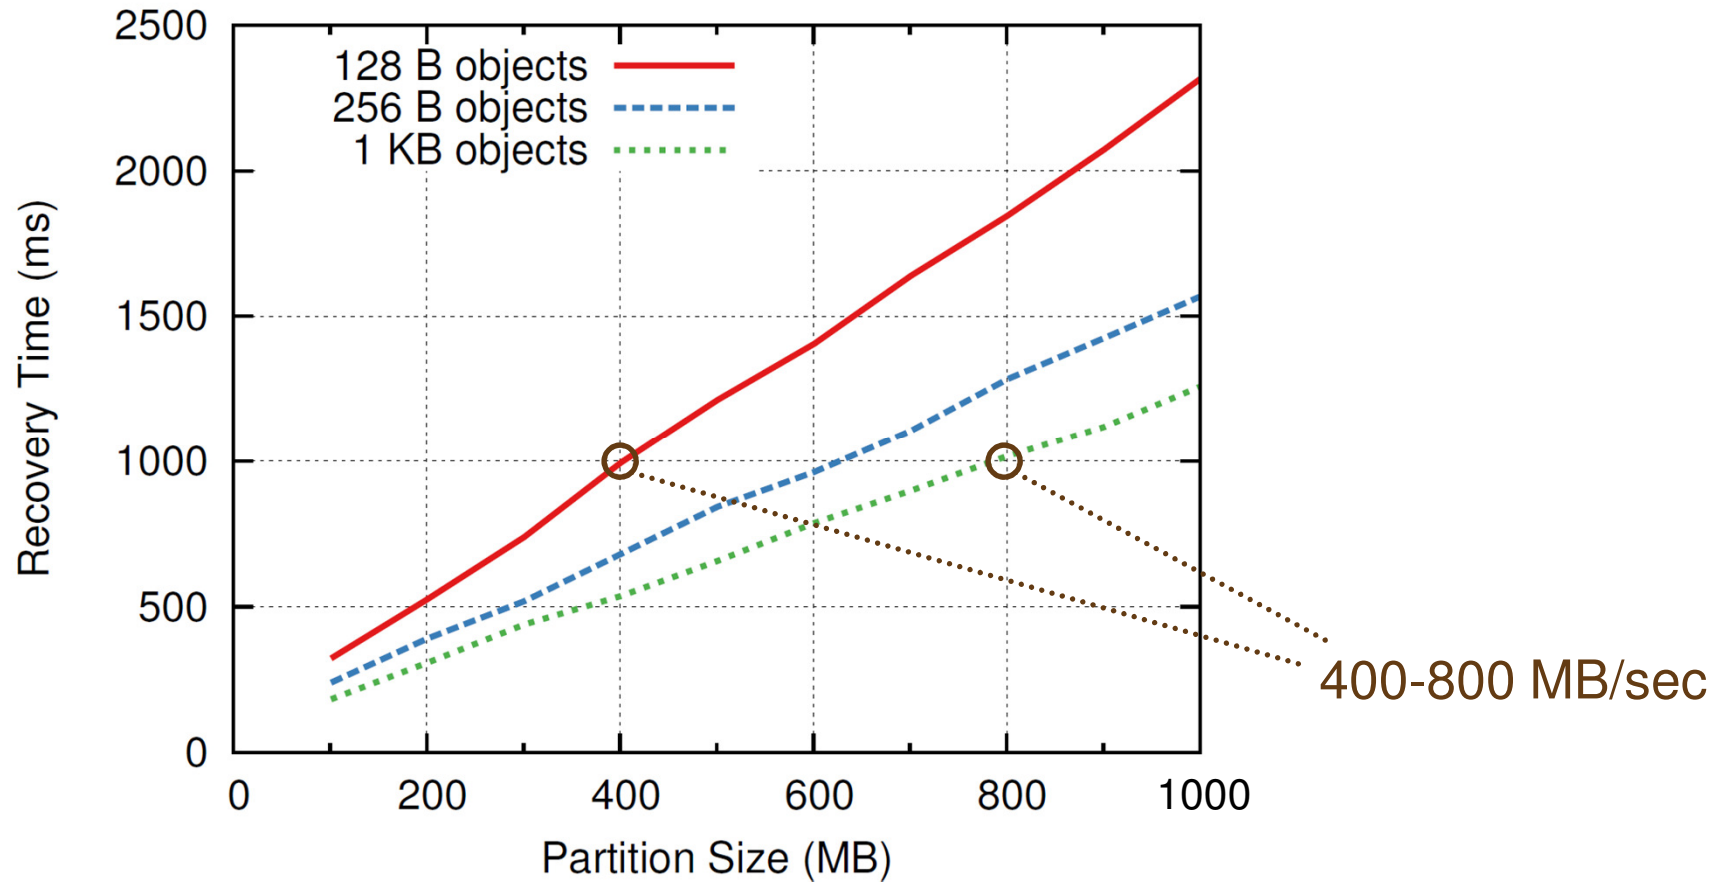 2500
2000
1500
1000
500
0
128 B objects
256 B objects
1 KB objects
Recovery Time (ms)
0 200 400 600 800 1000
Partition Size (MB)
400-800 MB/sec